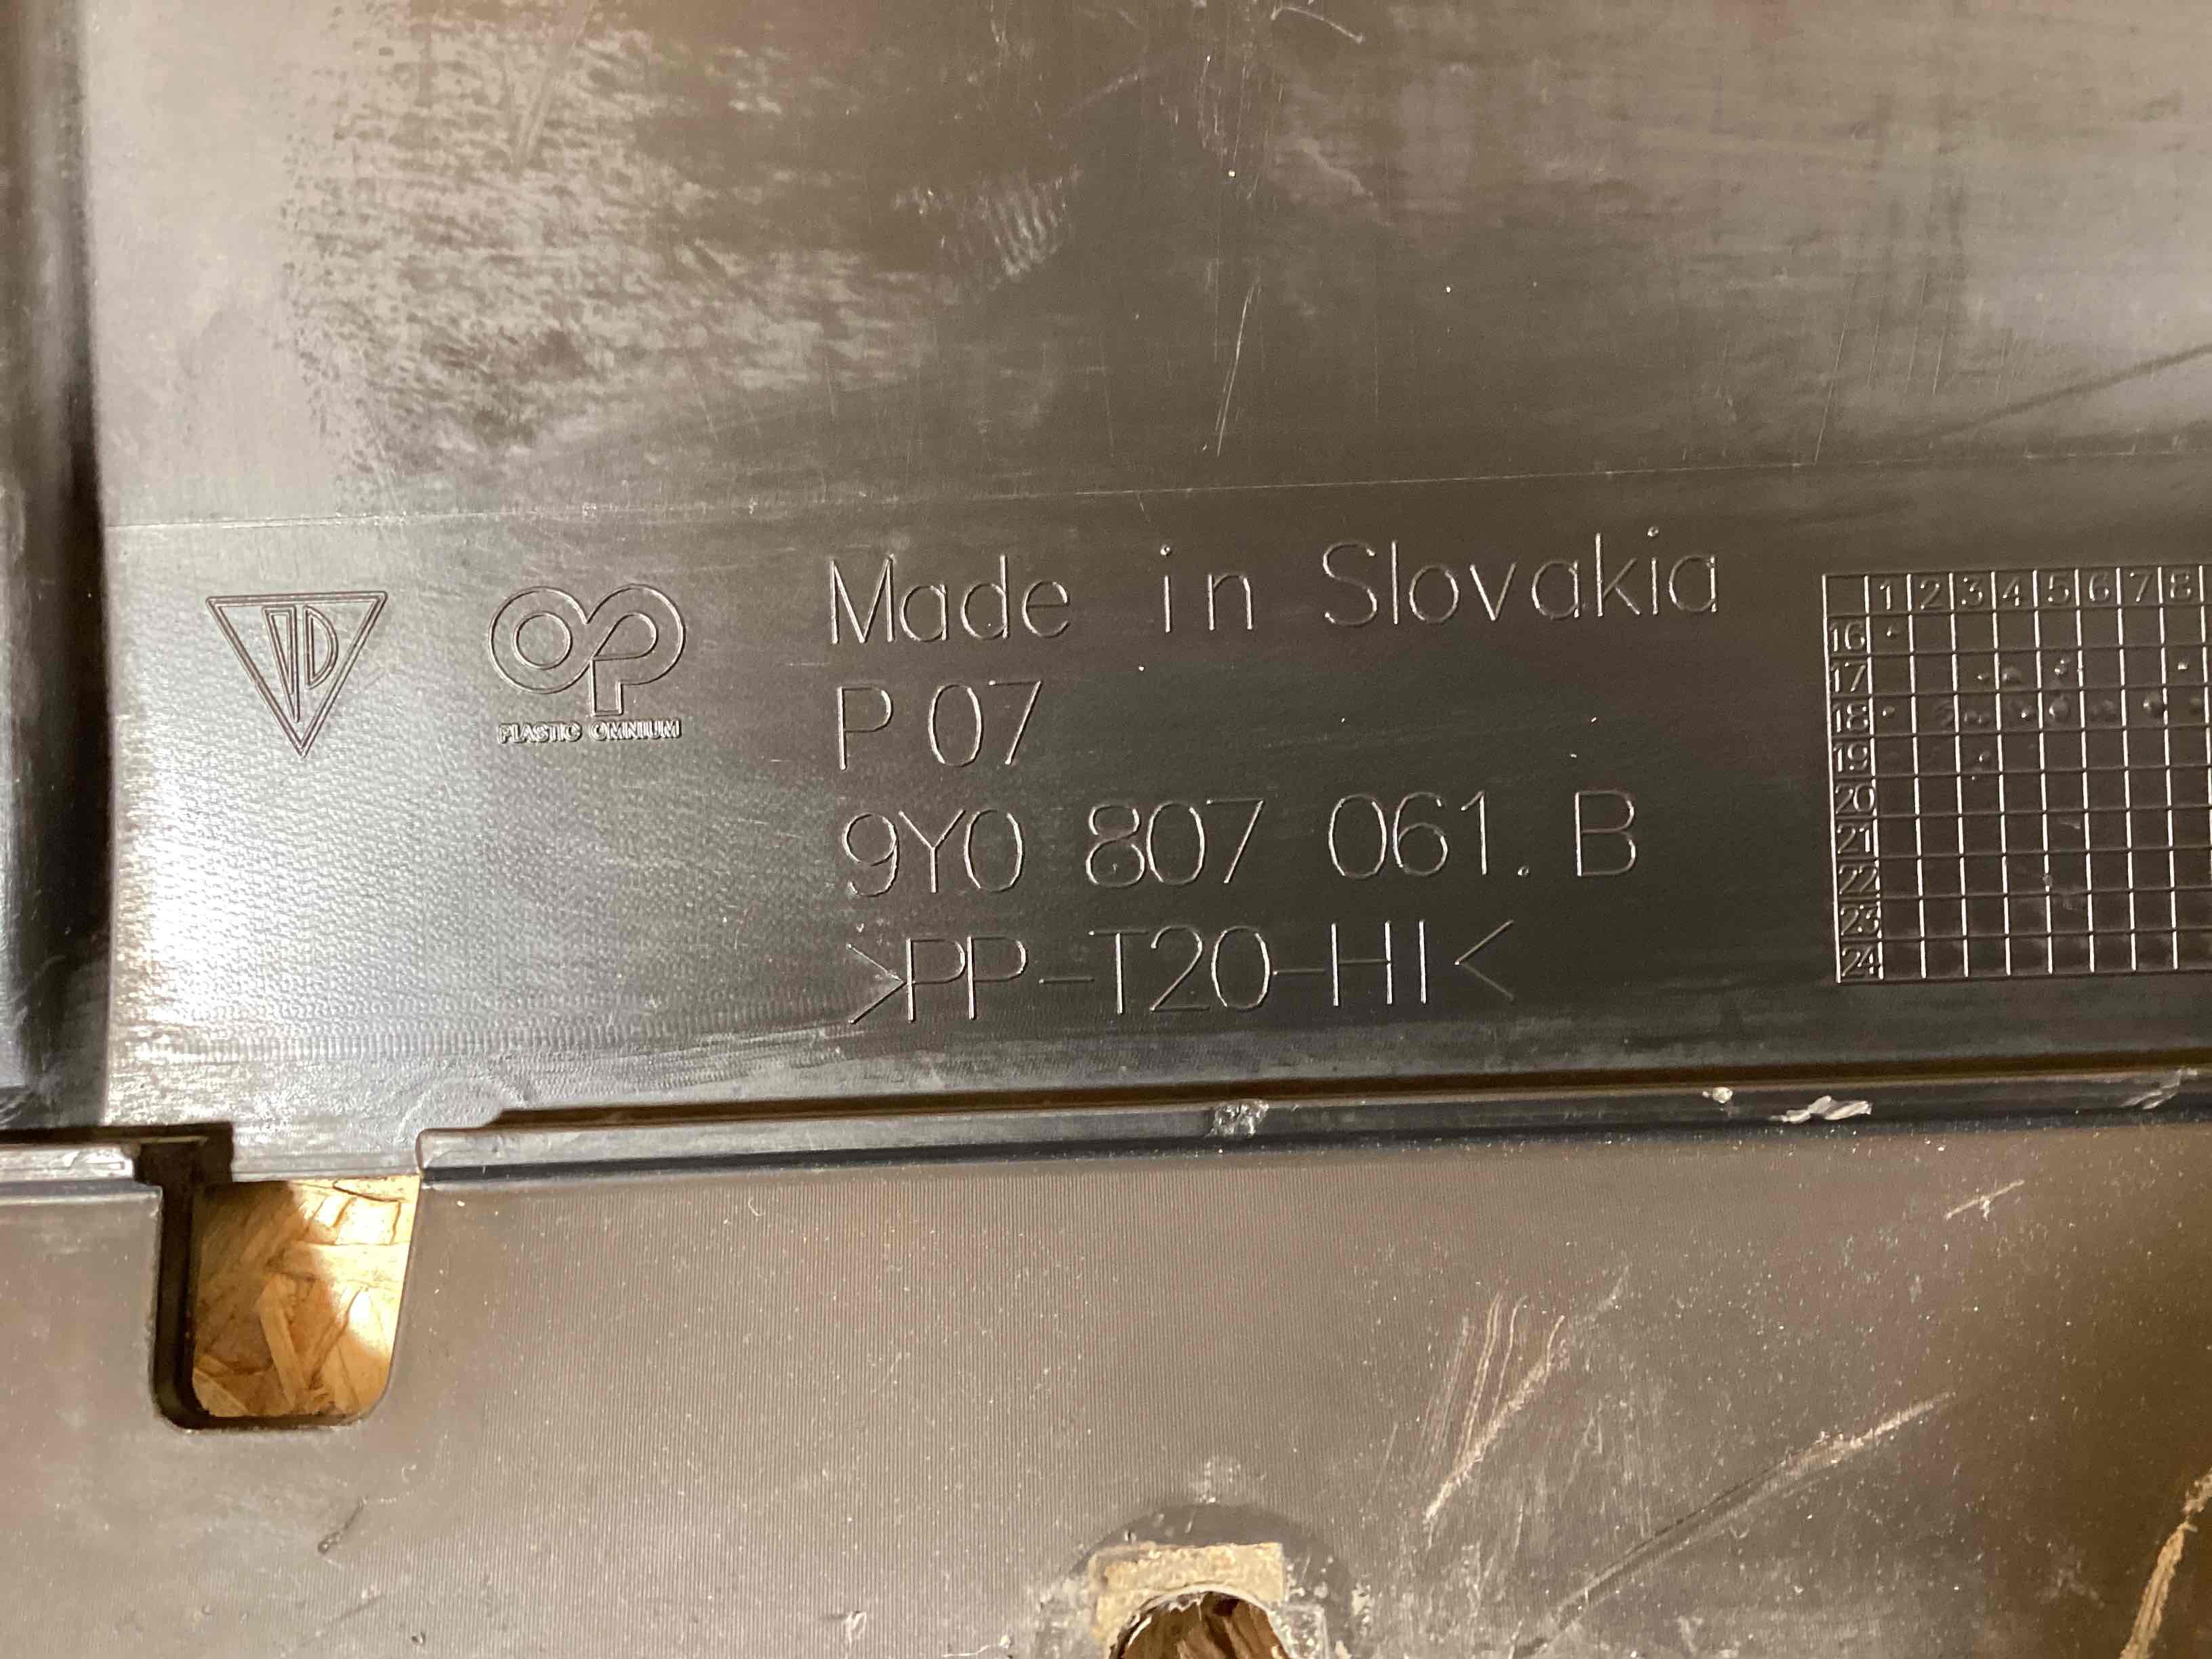 PLASTIC OMNIUM
Made in Slovakia
P 07
9Y0 807 061. B
>PP-T20-HI<
1 2 3 4 5 6 7 8
16
17
18
19
20
21
22
23
24